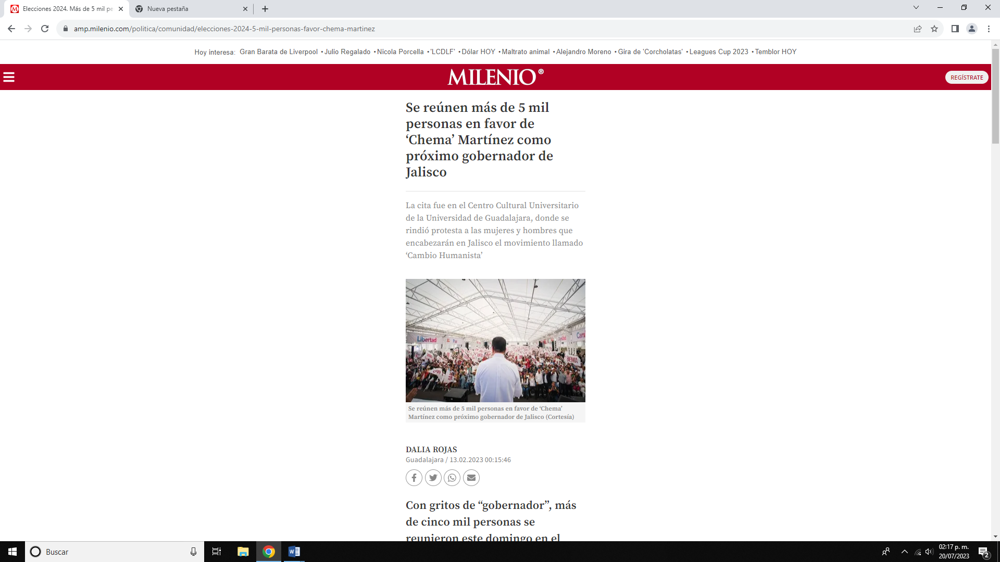 Elecciones 2024. Más de 5 mil pe
Nueva pestaña
amp.milenio.com/politica/comunidad/elecciones-2024-5-mil-personas-favor-chema-martinez
Hoy interesa: Gran Barata de Liverpool • Julio Regalado • Nicola Porcella • 'LCDLF' • Dólar HOY • Maltrato animal • Alejandro Moreno • Gira de 'Corcholatas' • Leagues Cup 2023 • Temblor HOY
MILENIO®
REGÍSTRATE
Se reúnen más de 5 mil
personas en favor de
‘Chema’ Martínez como
próximo gobernador de
Jalisco
La cita fue en el Centro Cultural Universitario
de la Universidad de Guadalajara, donde se
rindió protesta a las mujeres y hombres que
encabezarán en Jalisco el movimiento llamado
‘Cambio Humanista’
Libertad
Paz
Dignidad
Cam
HEMA
Se reúnen más de 5 mil personas en favor de ‘Chema’
Martínez como próximo gobernador de Jalisco (Cortesía)
DALIA ROJAS
Guadalajara / 13.02.2023 00:15:46
Con gritos de “gobernador”, más
de cinco mil personas se
reunieron este domingo en el
Buscar
02:17 p. m.
20/07/2023
2